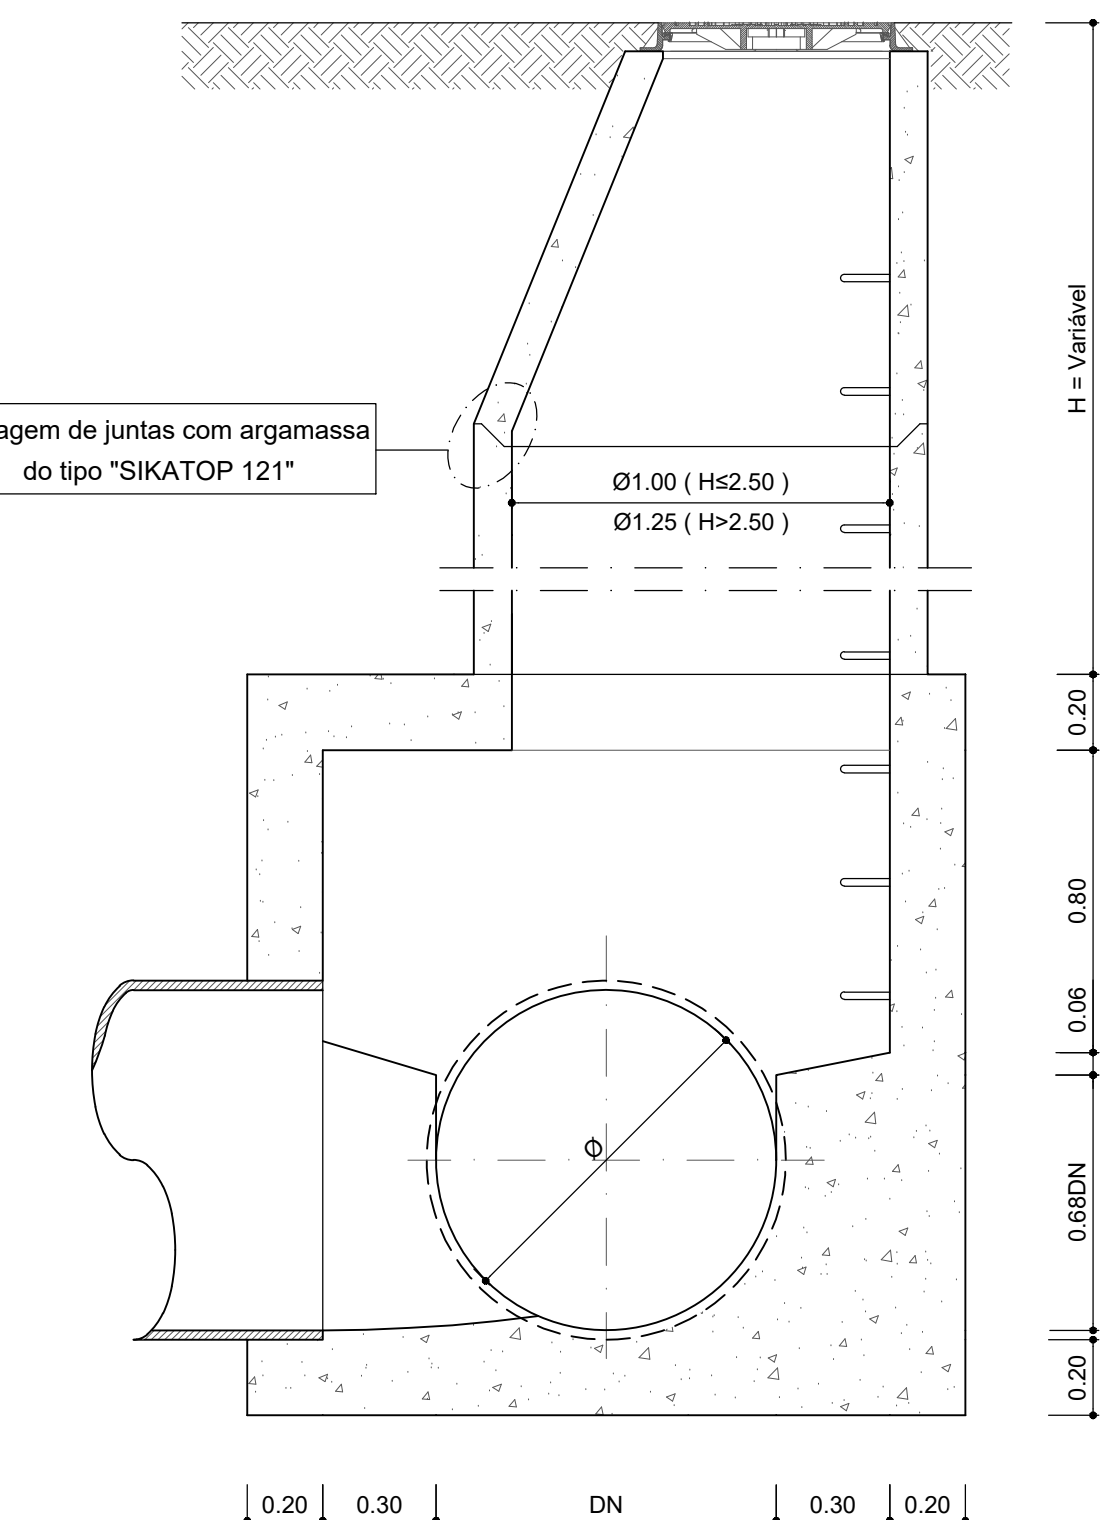 de juntas com argamassa
do tipo "SIKATOP 121"
Ø1.00 ( H≤2.50 )
Ø1.25 ( H>2.50 )
H = Variável
0.20
0.80
0.06
0.68DN
0.20
Ø
0.20 0.30 DN 0.30 0.20